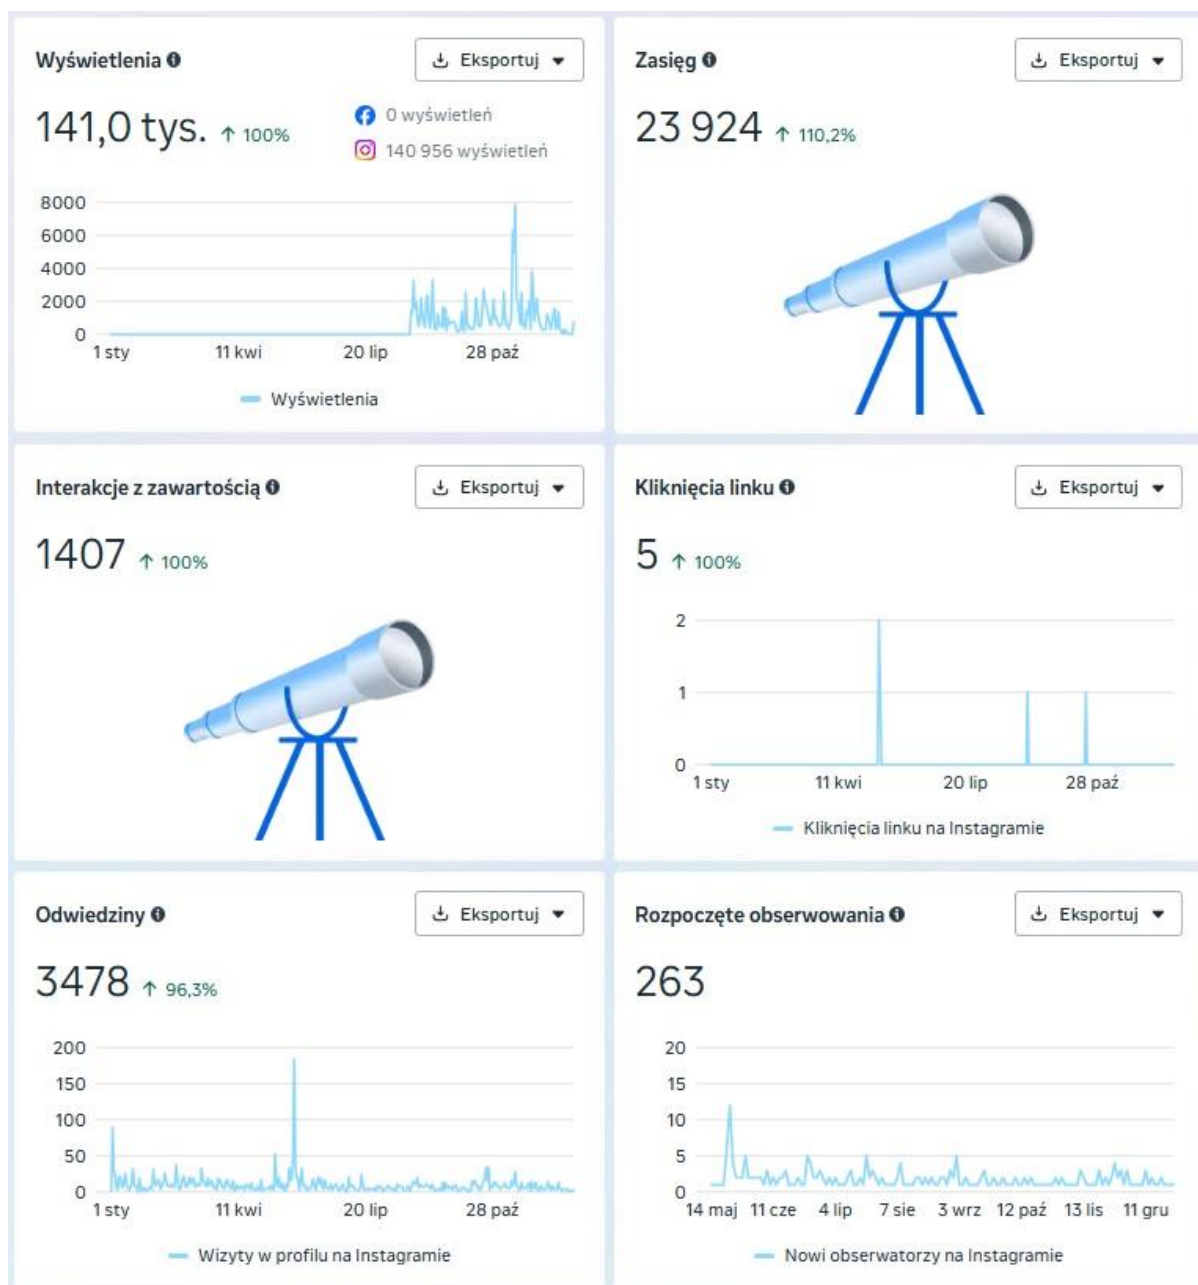 Wyświetlenia
Eksportuj
141,0 tys. ↑ 100%
0 wyświetleń
140 956 wyświetleń
8000
6000
4000
2000
0
1 sty 11 kwi 20 lip 28 paź
Wyświetlenia
Zasięg
Eksportuj
23 924 ↑ 110,2%
Interakcje z zawartością
Eksportuj
1407 ↑ 100%
Kliknięcia linku
Eksportuj
5 ↑ 100%
2
1
0
1 sty 11 kwi 20 lip 28 paź
Kliknięcia linku na Instagramie
Odwiedziny
Eksportuj
3478 ↑ 96,3%
200
150
100
50
0
1 sty 11 kwi 20 lip 28 paź
Wizyty w profilu na Instagramie
Rozpoczęte obserwowania
Eksportuj
263
20
15
10
5
0
14 maj 11 cze 4 lip 7 sie 3 wrz 12 paź 13 lis 11 gru
Nowi obserwatorzy na Instagramie